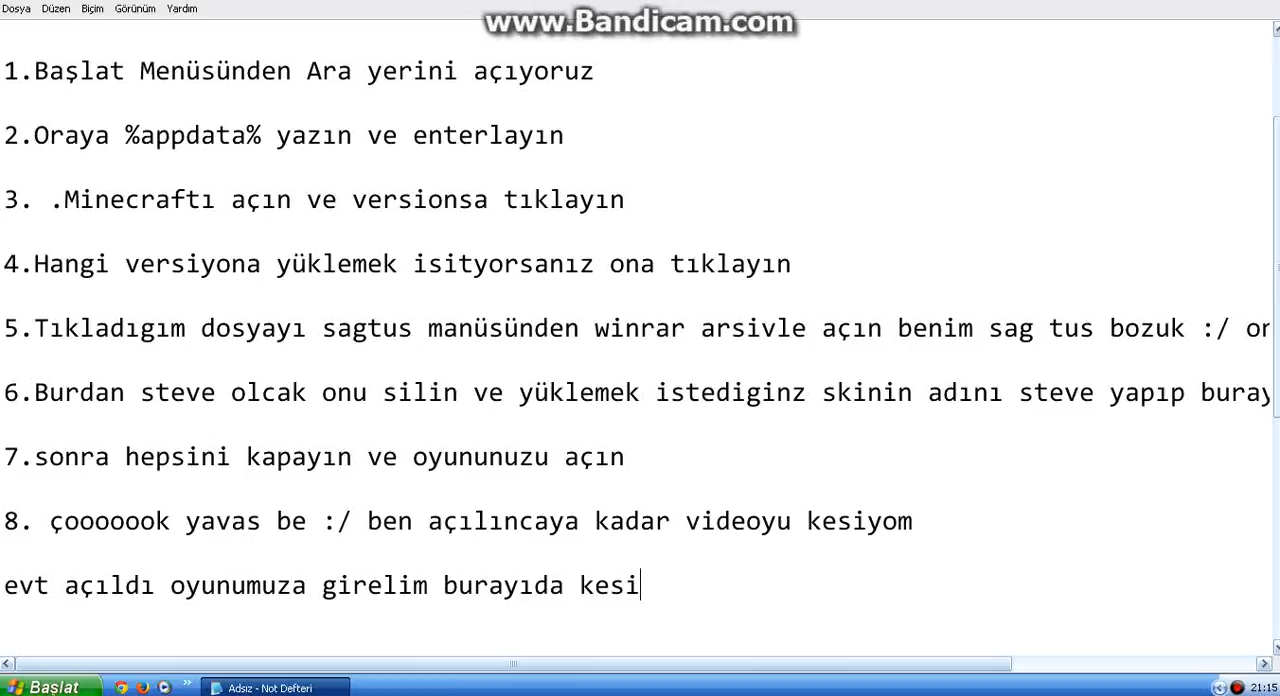 www.Bandicam.com
Dosya Düzen Biçim Görünüm Yardım
1.Başlat Menüsünden Ara yerini açıyoruz
2.Oraya %appdata% yazın ve enterlayın
3. .Minecraftı açın ve versionsa tıklayın
4.Hangi versiyona yüklemek isityorsanız ona tıklayın
5.Tıkladıgım dosyayı sagtus manüsünden winrar arsivle açın benim sag tus bozuk :/
6.Burdan steve olcak onu silin ve yüklemek istediginz skinin adını steve yapıp
7.sonra hepsini kapayın ve oyununuzu açın
8. çooooook yavas be :/ ben açılıncaya kadar videoyu kesiyom
evt açıldı oyunumuza girelim burayıda kesi
Başlat » Adsız - Not Defteri 21:15